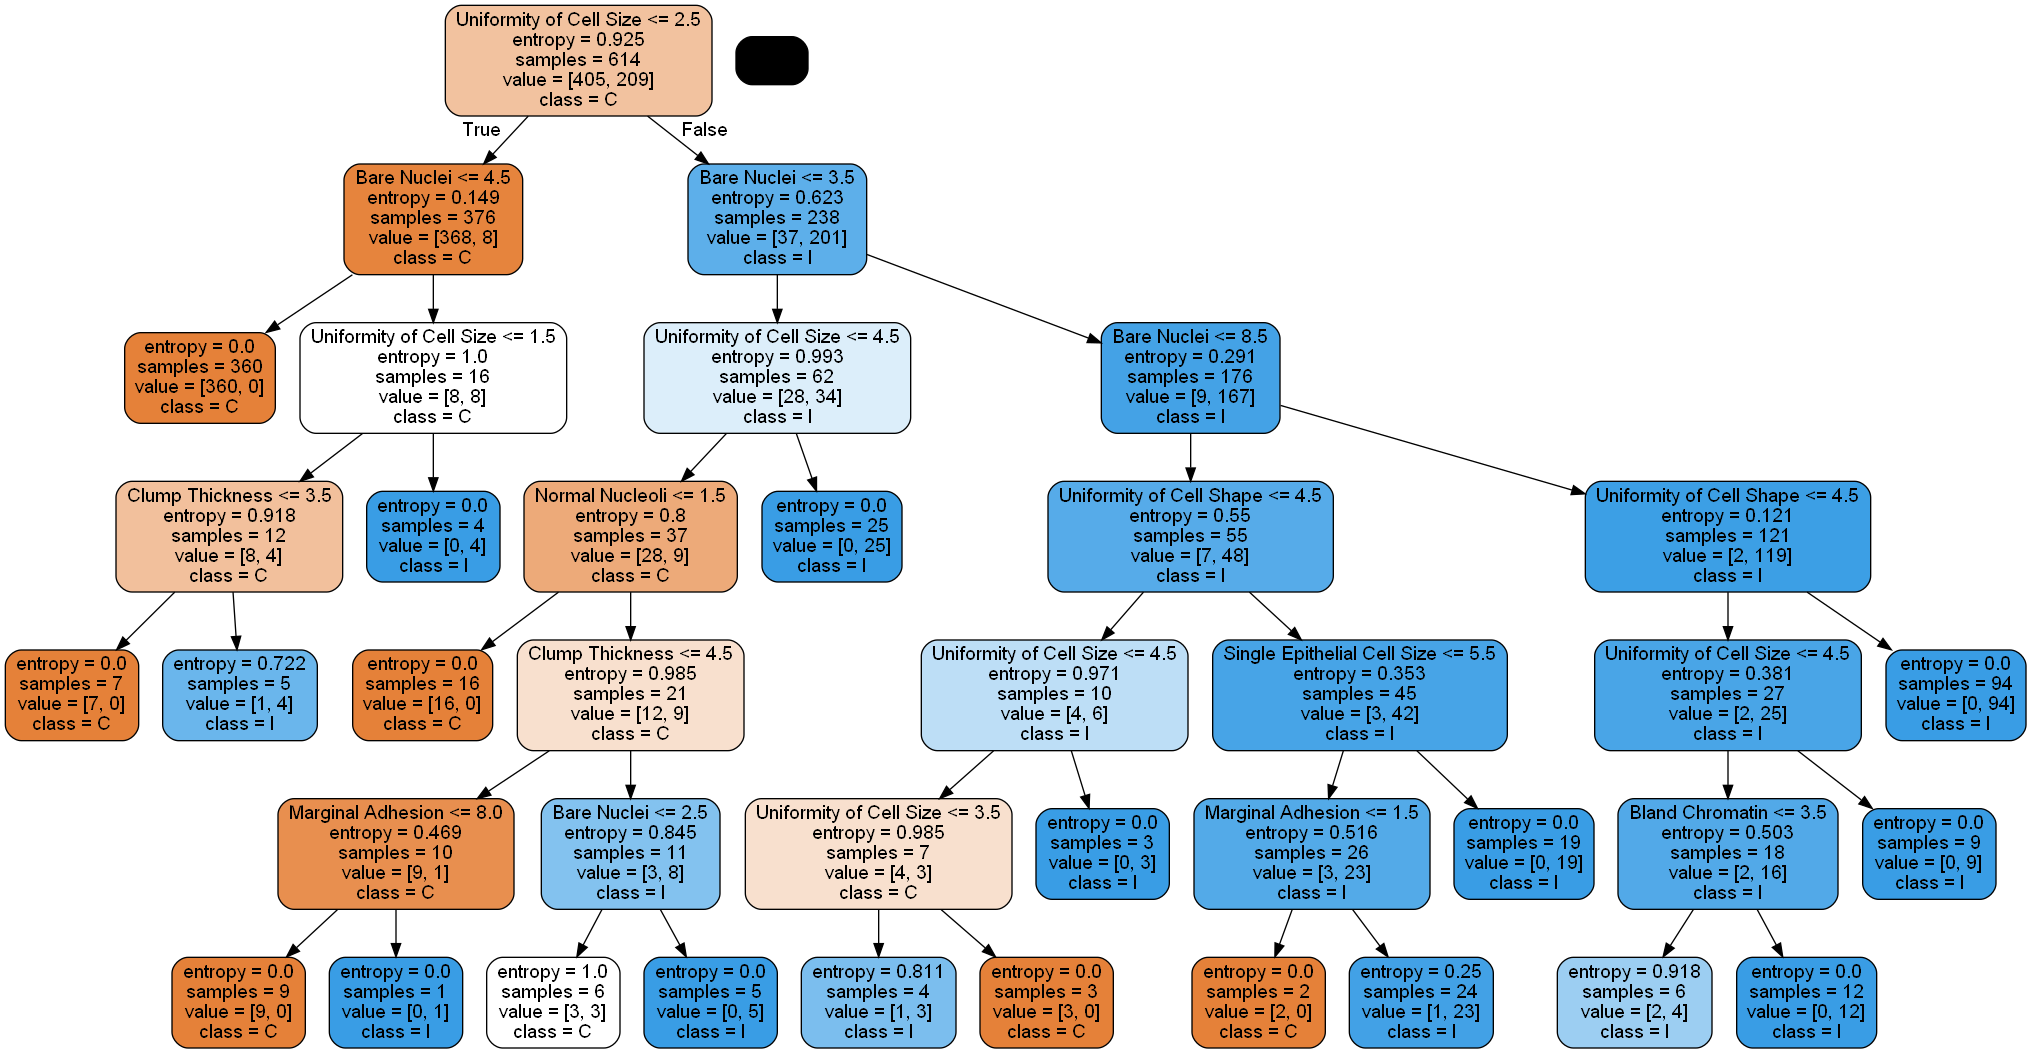 Uniformity of Cell Size <= 2.5
entropy = 0.925
samples = 614
value = [405, 209]
class = C
True
False
Bare Nuclei <= 4.5
entropy = 0.149
samples = 376
value = [368, 8]
class = C
Bare Nuclei <= 3.5
entropy = 0.623
samples = 238
value = [37, 201]
class = I
entropy = 0.0
samples = 360
value = [360, 0]
class = C
Uniformity of Cell Size <= 1.5
entropy = 1.0
samples = 16
value = [8, 8]
class = C
Uniformity of Cell Size <= 4.5
entropy = 0.993
samples = 62
value = [28, 34]
class = I
Bare Nuclei <= 8.5
entropy = 0.291
samples = 176
value = [9, 167]
class = I
Clump Thickness <= 3.5
entropy = 0.918
samples = 12
value = [8, 4]
class = C
entropy = 0.0
samples = 4
value = [0, 4]
class = I
Normal Nucleoli <= 1.5
entropy = 0.8
samples = 37
value = [28, 9]
class = C
entropy = 0.0
samples = 25
value = [0, 25]
class = I
Uniformity of Cell Shape <= 4.5
entropy = 0.55
samples = 55
value = [7, 48]
class = I
Uniformity of Cell Shape <= 4.5
entropy = 0.121
samples = 121
value = [2, 119]
class = I
entropy = 0.0
samples = 7
value = [7, 0]
class = C
entropy = 0.722
samples = 5
value = [1, 4]
class = I
entropy = 0.0
samples = 16
value = [16, 0]
class = C
Clump Thickness <= 4.5
entropy = 0.985
samples = 21
value = [12, 9]
class = C
Uniformity of Cell Size <= 4.5
entropy = 0.971
samples = 10
value = [4, 6]
class = I
Single Epithelial Cell Size <= 5.5
entropy = 0.353
samples = 45
value = [3, 42]
class = I
Uniformity of Cell Size <= 4.5
entropy = 0.381
samples = 27
value = [2, 25]
class = I
entropy = 0.0
samples = 94
value = [0, 94]
class = I
Marginal Adhesion <= 8.0
entropy = 0.469
samples = 10
value = [9, 1]
class = C
Bare Nuclei <= 2.5
entropy = 0.845
samples = 11
value = [3, 8]
class = I
Uniformity of Cell Size <= 3.5
entropy = 0.985
samples = 7
value = [4, 3]
class = C
entropy = 0.0
samples = 3
value = [0, 3]
class = I
Marginal Adhesion <= 1.5
entropy = 0.516
samples = 26
value = [3, 23]
class = I
entropy = 0.0
samples = 19
value = [0, 19]
class = I
Bland Chromatin <= 3.5
entropy = 0.503
samples = 18
value = [2, 16]
class = I
entropy = 0.0
samples = 9
value = [0, 9]
class = I
entropy = 0.0
samples = 9
value = [9, 0]
class = C
entropy = 0.0
samples = 1
value = [0, 1]
class = I
entropy = 1.0
samples = 6
value = [3, 3]
class = C
entropy = 0.0
samples = 5
value = [0, 5]
class = I
entropy = 0.811
samples = 4
value = [1, 3]
class = I
entropy = 0.0
samples = 3
value = [3, 0]
class = C
entropy = 0.0
samples = 2
value = [2, 0]
class = C
entropy = 0.25
samples = 24
value = [1, 23]
class = I
entropy = 0.918
samples = 6
value = [2, 4]
class = I
entropy = 0.0
samples = 12
value = [0, 12]
class = I